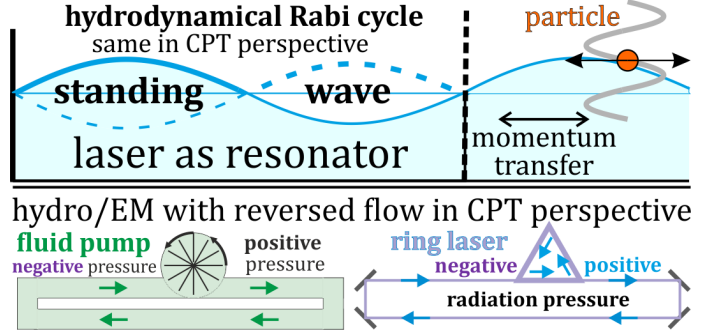 hydrodynamical Rabi cycle
same in CPT perspective
particle
standing wave
laser as resonator
momentum
transfer
hydro/EM with reversed flow in CPT perspective
fluid pump
negative pressure
positive
pressure
ring laser
negative positive
radiation pressure